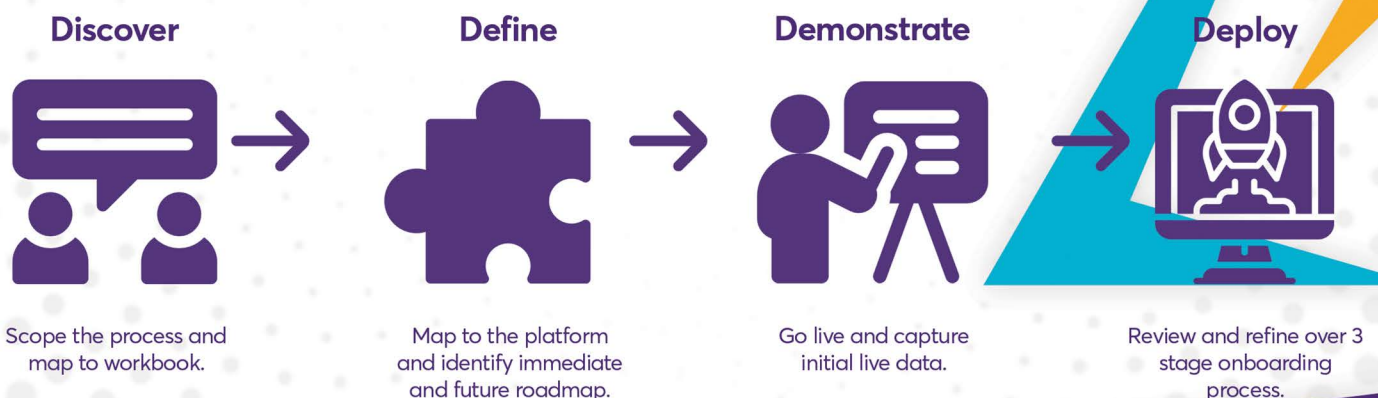 Discover
Define
Demonstrate
Deploy
Scope the process and
map to workbook.
Map to the platform
and identify immediate
and future roadmap.
Go live and capture
initial live data.
Review and refine over 3
stage onboarding
process.